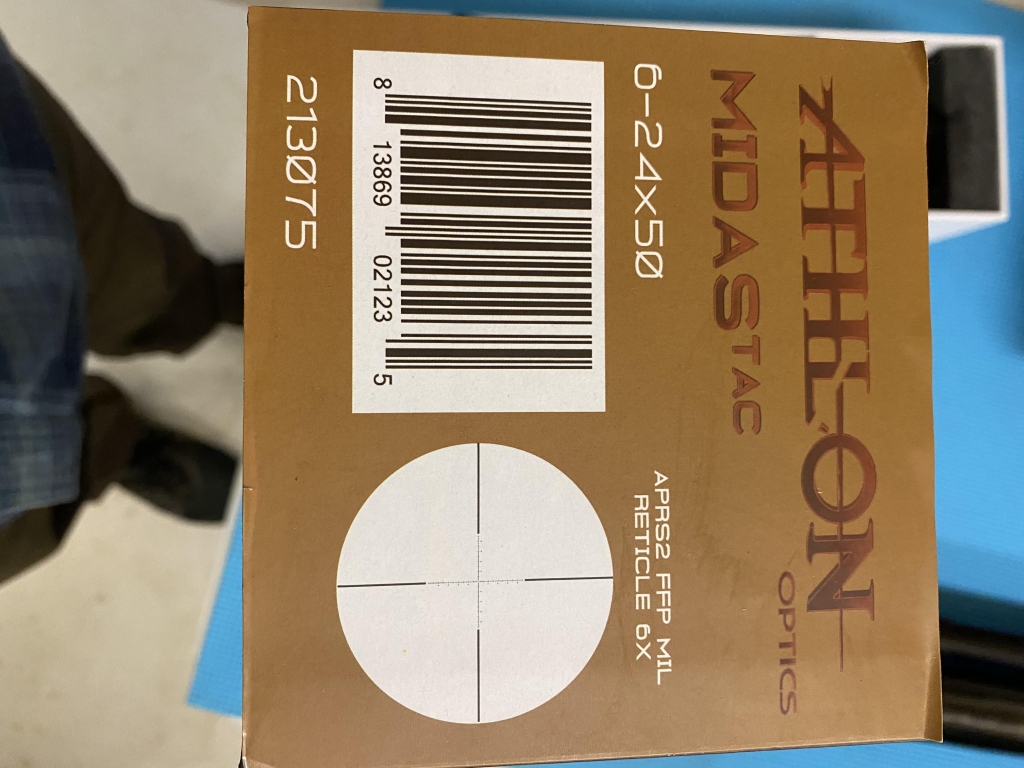 ATHLON
OPTICS
MIDAS TAC
6-24x50
APRS2 FFP MIL
RETICLE 6X
8 13869 02123 5
213075